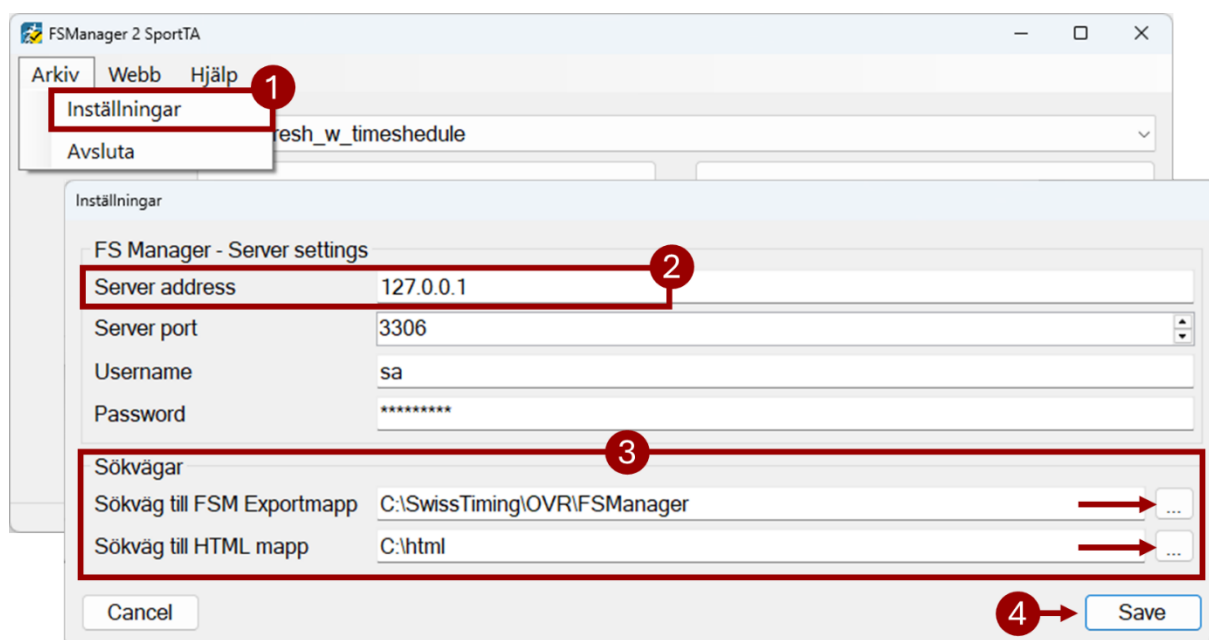 FSManager 2 SportTA
Arkiv Webb Hjälp
1
Inställningar
resh_w_timeshedule
Avsluta
Inställningar
FS Manager - Server settings
2
Server address 127.0.0.1
Server port 3306
Username sa
Password *********
3
Sökvägar
Sökväg till FSM Exportmapp C:\SwissTiming\OVR\FSManager ...
Sökväg till HTML mapp C:\html ...
Cancel 4 Save